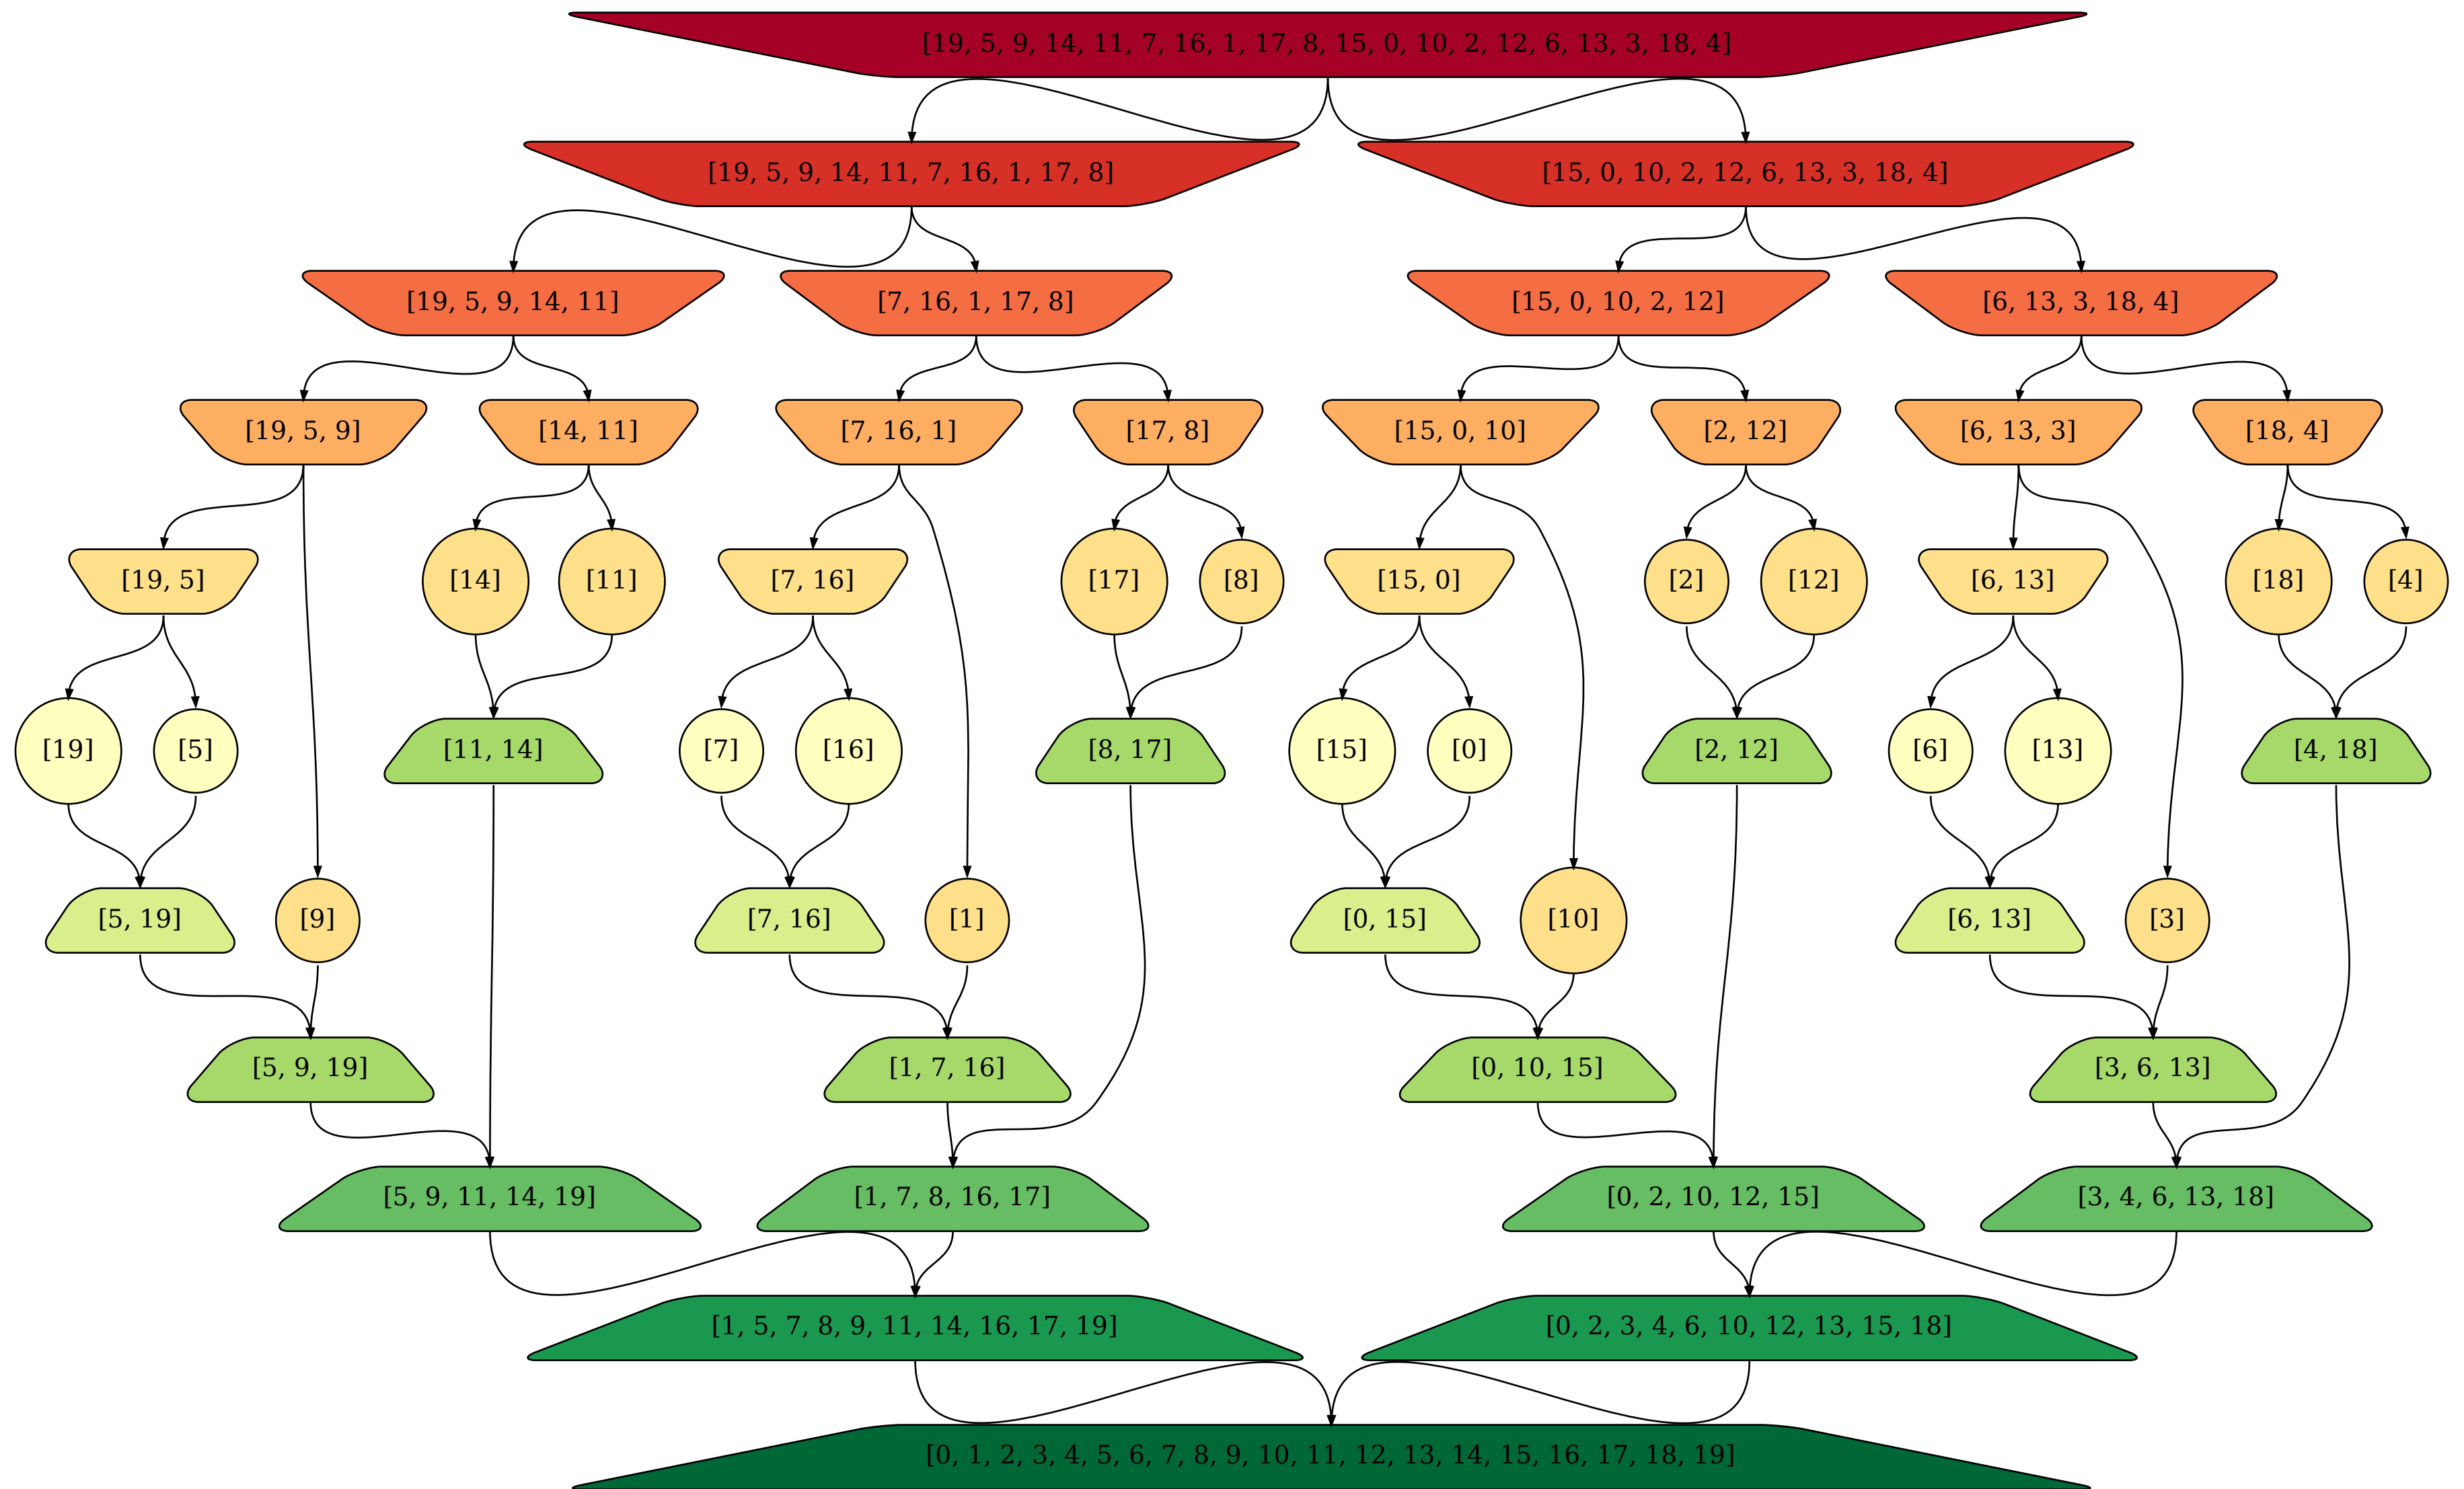 [19, 5, 9, 14, 11, 7, 16, 1, 17, 8, 15, 0, 10, 2, 12, 6, 13, 3, 18, 4]
[19, 5, 9, 14, 11, 7, 16, 1, 17, 8]
[15, 0, 10, 2, 12, 6, 13, 3, 18, 4]
[19, 5, 9, 14, 11]
[7, 16, 1, 17, 8]
[15, 0, 10, 2, 12]
[6, 13, 3, 18, 4]
[19, 5, 9]
[14, 11]
[7, 16, 1]
[17, 8]
[15, 0, 10]
[2, 12]
[6, 13, 3]
[18, 4]
[19, 5]
[14]
[11]
[7, 16]
[17]
[8]
[15, 0]
[2]
[12]
[6, 13]
[18]
[4]
[19]
[5]
[11, 14]
[7]
[16]
[8, 17]
[15]
[0]
[2, 12]
[6]
[13]
[4, 18]
[5, 19]
[9]
[7, 16]
[1]
[0, 15]
[10]
[6, 13]
[3]
[5, 9, 19]
[1, 7, 16]
[0, 10, 15]
[3, 6, 13]
[5, 9, 11, 14, 19]
[1, 7, 8, 16, 17]
[0, 2, 10, 12, 15]
[3, 4, 6, 13, 18]
[1, 5, 7, 8, 9, 11, 14, 16, 17, 19]
[0, 2, 3, 4, 6, 10, 12, 13, 15, 18]
[0, 1, 2, 3, 4, 5, 6, 7, 8, 9, 10, 11, 12, 13, 14, 15, 16, 17, 18, 19]